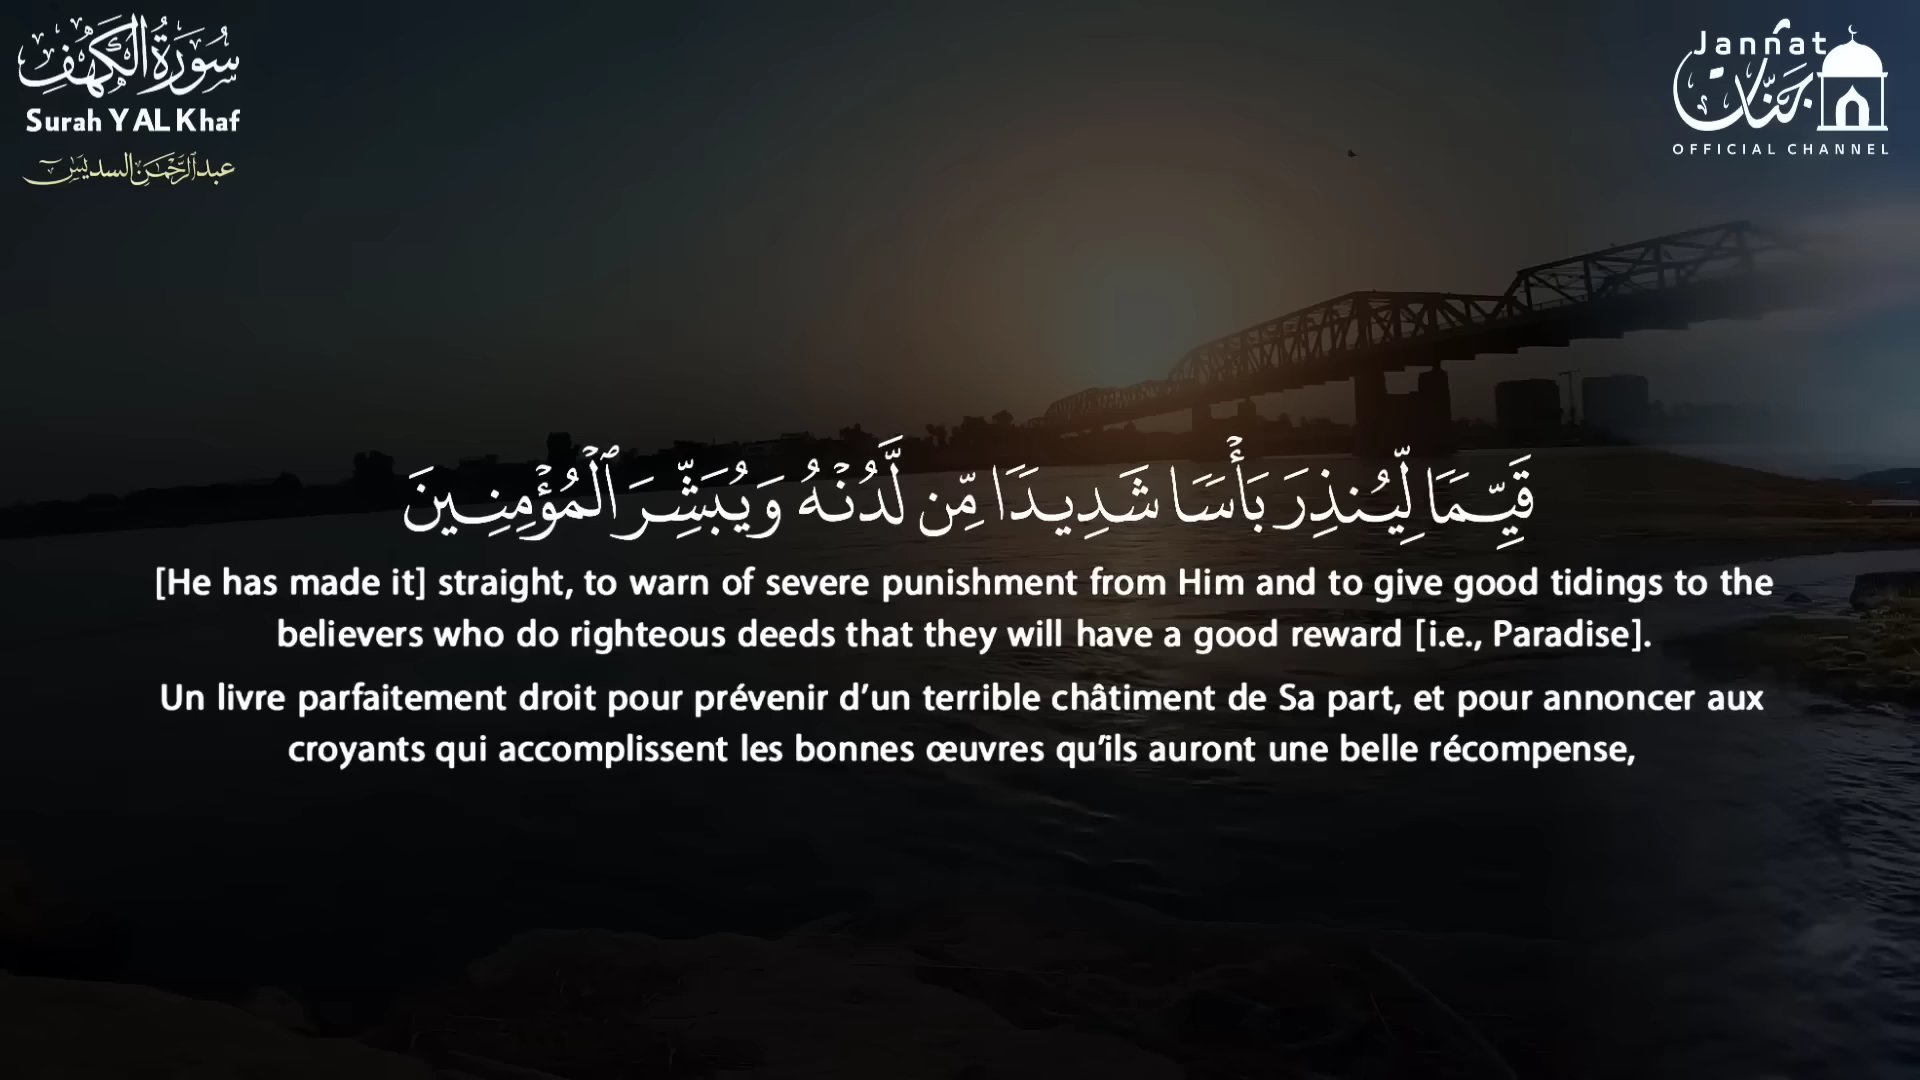 سُورَةُ الكَهْفِ
Surah YAL Khaf
عبد الرَّحْمَٰن السديس
Jannat
جَنَّات
OFFICIAL CHANNEL
قَيِّمٗا لِّيُنذِرَ بَأۡسٗا شَدِيدٗا مِّن لَّدُنۡهُ وَيُبَشِّرَ ٱلۡمُؤۡمِنِينَ
[He has made it] straight, to warn of severe punishment from Him and to give good tidings to the
believers who do righteous deeds that they will have a good reward [i.e., Paradise].
Un livre parfaitement droit pour prévenir d’un terrible châtiment de Sa part, et pour annoncer aux
croyants qui accomplissent les bonnes œuvres qu’ils auront une belle récompense,